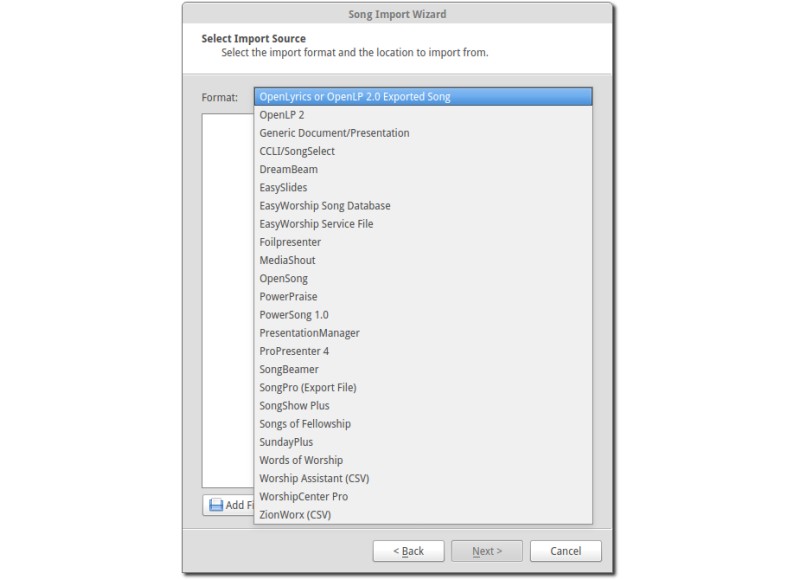 Song Import Wizard
Select Import Source
Select the import format and the location to import from.
Format: OpenLyrics or OpenLP 2.0 Exported Song
OpenLP 2
Generic Document/Presentation
CCLI/SongSelect
DreamBeam
EasySlides
EasyWorship Song Database
EasyWorship Service File
Foilpresenter
MediaShout
OpenSong
PowerPraise
PowerSong 1.0
PresentationManager
ProPresenter 4
SongBeamer
SongPro (Export File)
SongShow Plus
Songs of Fellowship
SundayPlus
Words of Worship
Worship Assistant (CSV)
WorshipCenter Pro
Add Fi
ZionWorx (CSV)
< Back Next > Cancel